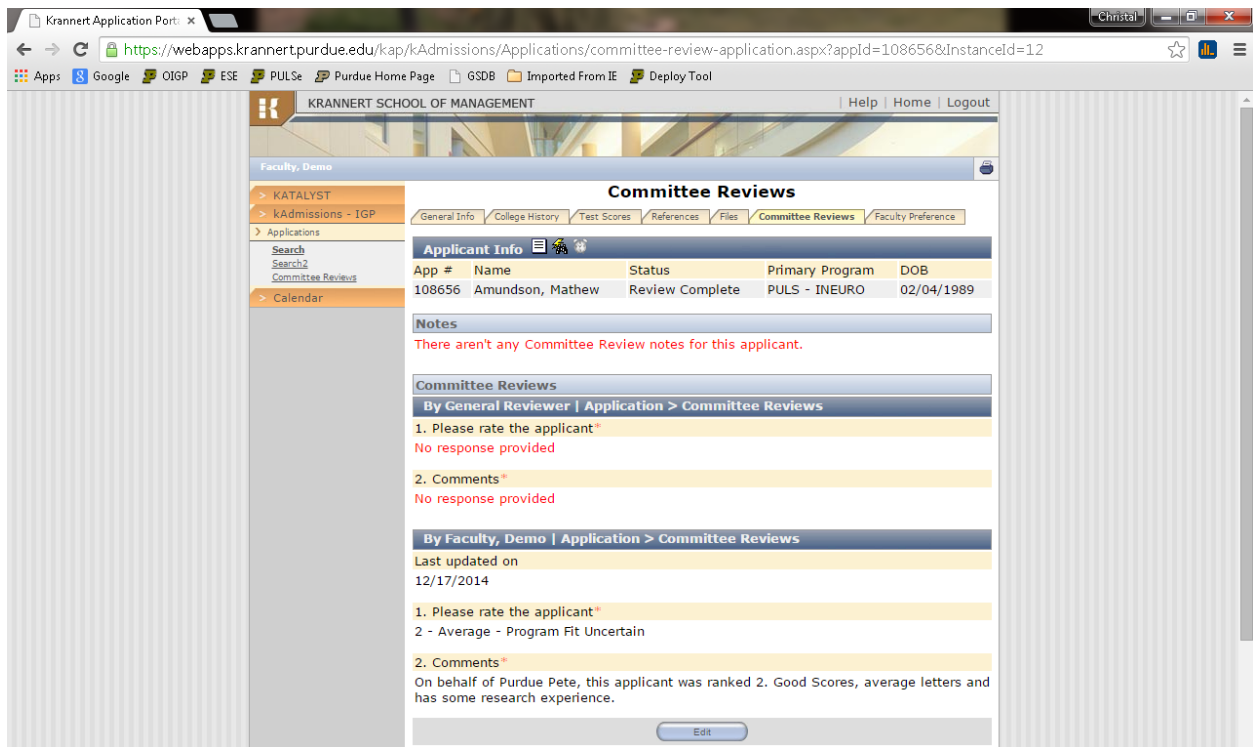 Krannert Application Porta
Christal
https://webapps.krannert.purdue.edu/kap/kAdmissions/Applications/committee-review-application.aspx?appId=108656&InstanceId=12
Apps Google OIGP ESE PULSe Purdue Home Page GSDB Imported From IE Deploy Tool
KRANNERT SCHOOL OF MANAGEMENT | Help | Home | Logout
Faculty, Demo
> KATALYST
> kAdmissions - IGP
> Applications
Search
Search2
Committee Reviews
> Calendar
Committee Reviews
General Info College History Test Scores References Files Committee Reviews Faculty Preference
Applicant Info
App # Name Status Primary Program DOB
108656 Amundson, Mathew Review Complete PULS - INEURO 02/04/1989
Notes
There aren't any Committee Review notes for this applicant.
Committee Reviews
By General Reviewer | Application > Committee Reviews
1. Please rate the applicant*
No response provided
2. Comments*
No response provided
By Faculty, Demo | Application > Committee Reviews
Last updated on
12/17/2014
1. Please rate the applicant*
2 - Average - Program Fit Uncertain
2. Comments*
On behalf of Purdue Pete, this applicant was ranked 2. Good Scores, average letters and
has some research experience.
Edit